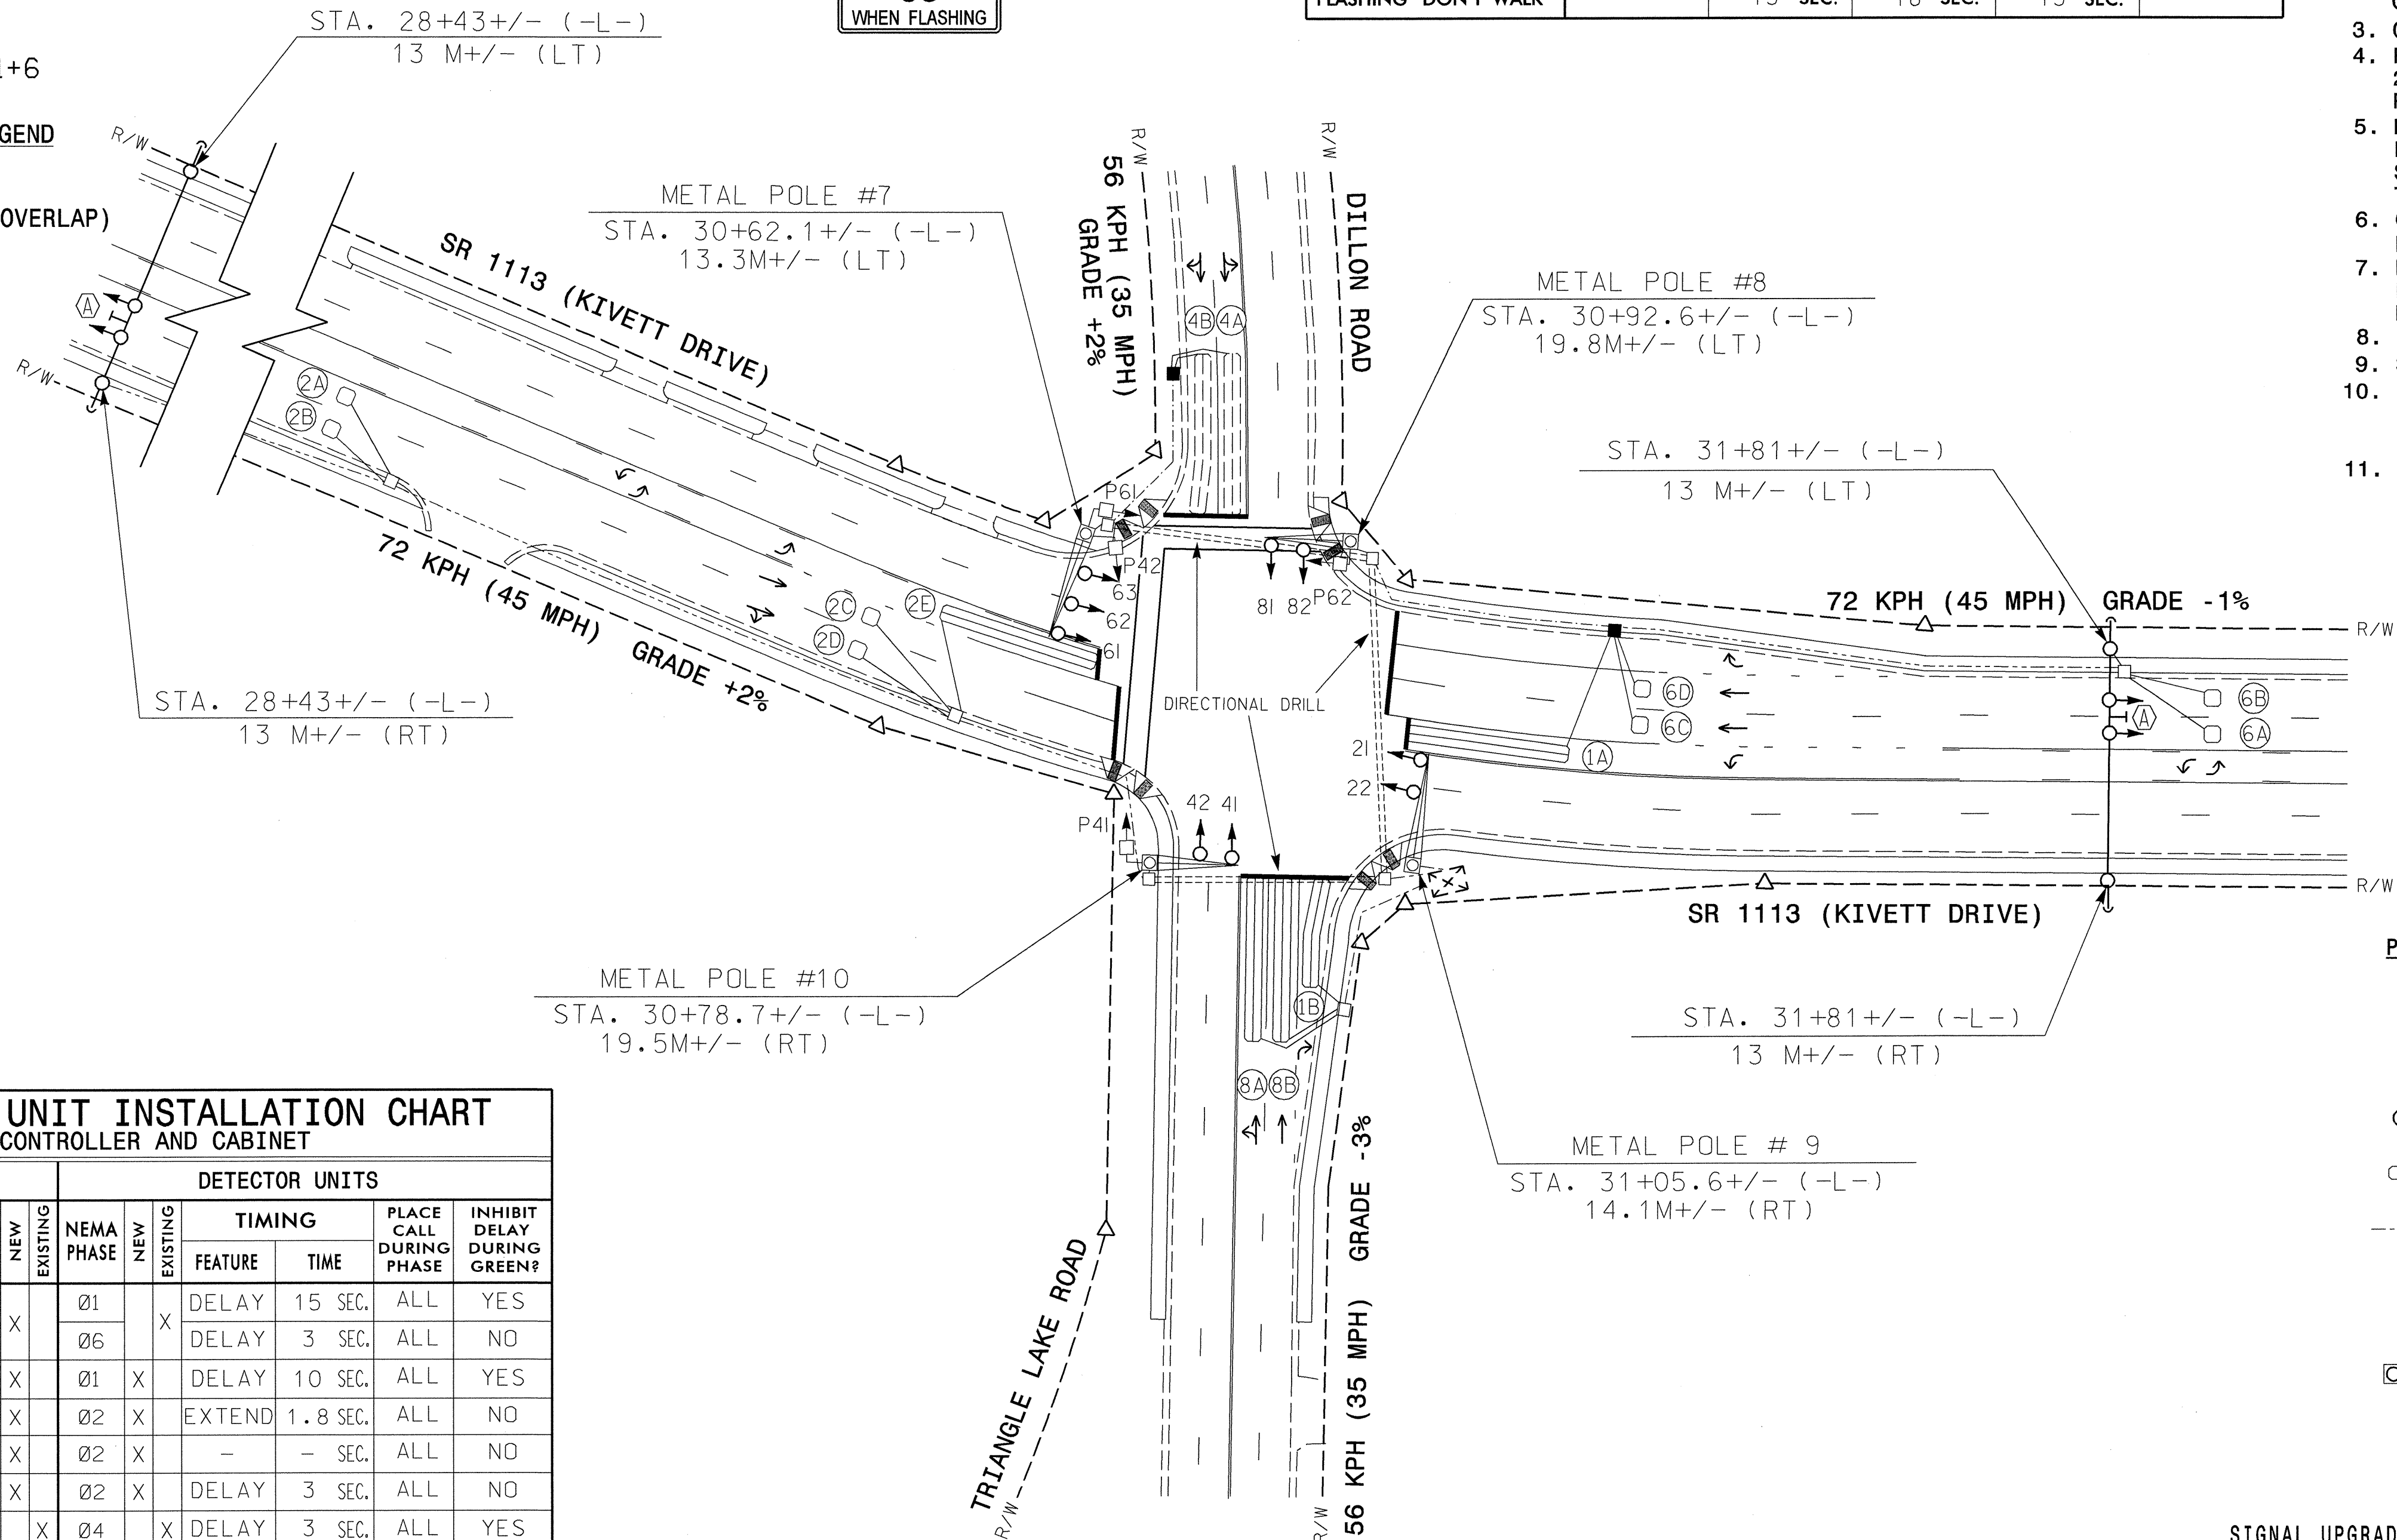 STA. 28+43+/- (-L-)
13 M+/- (LT)
WHEN FLASHING
FLASHING DON'T WALK
SEC.
SEC.
SEC.
3.
4.
5.
6.
7.
8.
9.
10.
11.
1+6
GEND
OVERLAP)
R/W
R/W
R/W
R/W
METAL POLE #7
STA. 30+62.1+/- (-L-)
13.3M+/- (LT)
56 KPH (35 MPH)
GRADE +2%
DILLON ROAD
METAL POLE #8
STA. 30+92.6+/- (-L-)
19.8M+/- (LT)
STA. 31+81+/- (-L-)
13 M+/- (LT)
SR 1113 (KIVETT DRIVE)
A
2A
2B
4B
4A
P61
P42
63
62
61
81
82
P62
2C
2D
2E
72 KPH (45 MPH) GRADE +2%
72 KPH (45 MPH) GRADE -1%
R/W
STA. 28+43+/- (-L-)
13 M+/- (RT)
DIRECTIONAL DRILL
6D
6C
6B
6A
A
1A
21
22
42
41
P41
R/W
SR 1113 (KIVETT DRIVE)
METAL POLE #10
STA. 30+78.7+/- (-L-)
19.5M+/- (RT)
1B
8A
8B
STA. 31+81+/- (-L-)
13 M+/- (RT)
METAL POLE # 9
STA. 31+05.6+/- (-L-)
14.1M+/- (RT)
TRIANGLE LAKE ROAD
R/W
R/W
56 KPH (35 MPH) GRADE -3%
UNIT INSTALLATION CHART
CONTROLLER AND CABINET
DETECTOR UNITS
NEW
EXISTING
NEMA PHASE
NEW
EXISTING
TIMING
FEATURE
TIME
PLACE CALL DURING PHASE
INHIBIT DELAY DURING GREEN?
X Ø1 X DELAY 15 SEC. ALL YES
Ø6 DELAY 3 SEC. ALL NO
X Ø1 X DELAY 10 SEC. ALL YES
X Ø2 X EXTEND 1.8 SEC. ALL NO
X Ø2 X - - SEC. ALL NO
X Ø2 X DELAY 3 SEC. ALL NO
X Ø4 X DELAY 3 SEC. ALL YES
P
SIGNAL UPGRAD